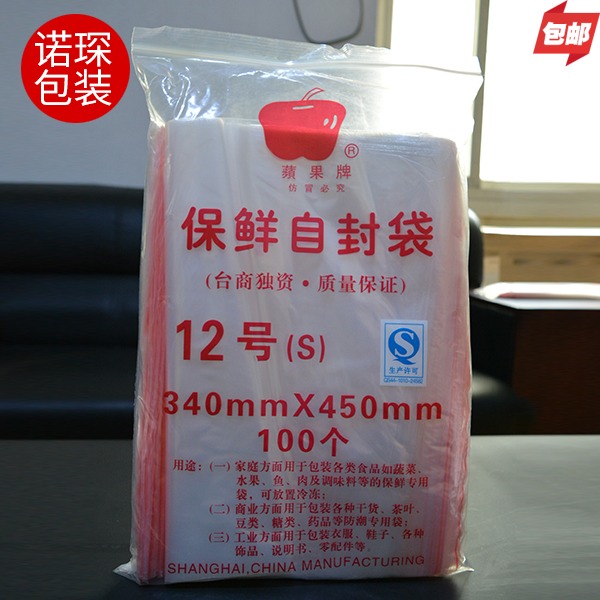 诺琛
包装
包邮
®
蘋果牌
仿冒必究
保鲜自封袋
(台商独资·质量保证)
12号(S)
QS
生产许可
340mmX450mm
100个
用途：(一)家庭方面用于包装各类食品如蔬菜、
水果、鱼、肉及调味料等的保鲜专用
袋，可放置冷冻；
(二)商业方面用于包装各种干货、茶叶、
豆类、糖类、药品等防潮专用袋；
(三)工业方面用于包装衣服、鞋子、各种
饰品、说明书、零配件等。
SHANGHAI,CHINA MANUFACTURING